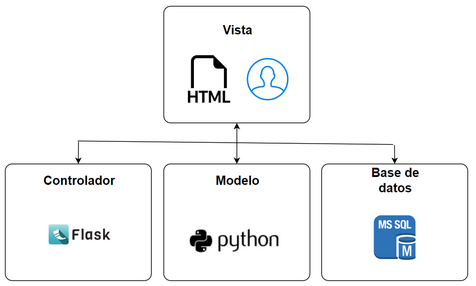 Vista
HTML
Controlador
Modelo
Base de
datos
Flask
python
MS SQL
M